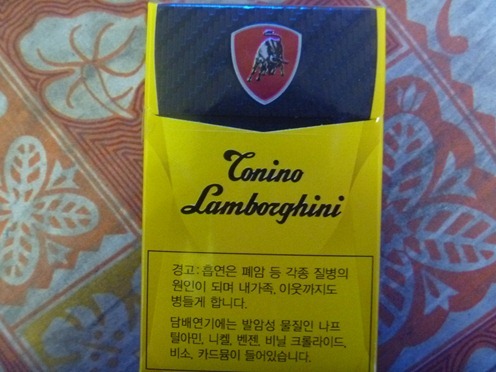 Tonino
Lamborghini
경고: 흡연은 폐암 등 각종 질병의
원인이 되며 내가족, 이웃까지도
병들게 합니다.
담배연기에는 발암성 물질인 나프
틸아민, 니켈, 벤젠, 비닐 크롤라이드,
비소, 카드뮴이 들어있습니다.